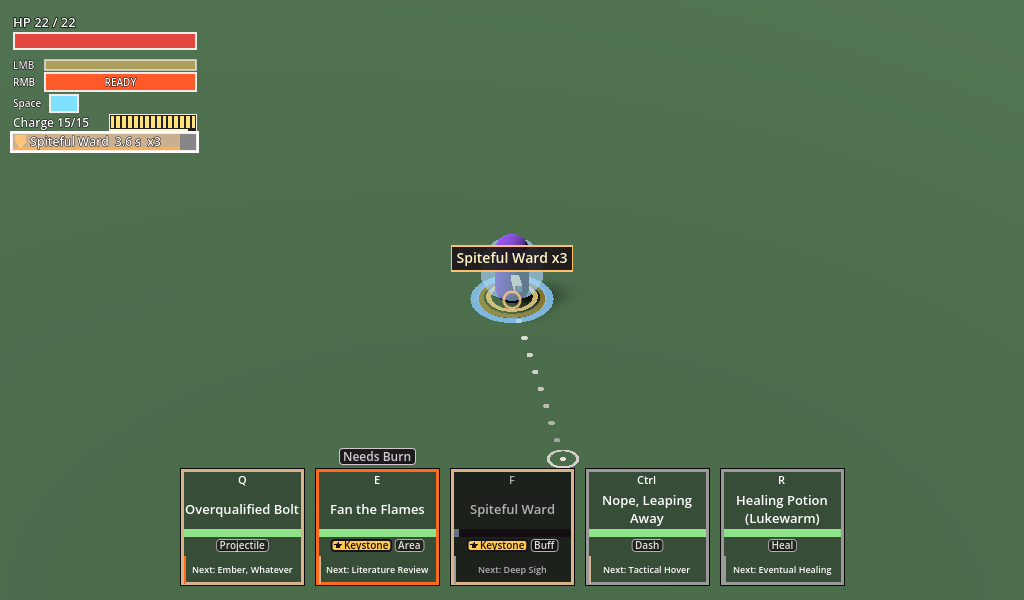 HP 22 / 22
LMB
RMB READY
Space
Charge 15/15
Spiteful Ward 3.6 s x3
Spiteful Ward x3
Needs Burn
Q
Overqualified Bolt
Projectile
Next: Ember, Whatever
E
Fan the Flames
Keystone Area
Next: Literature Review
F
Spiteful Ward
Keystone Buff
Next: Deep Sigh
Ctrl
Nope, Leaping
Away
Dash
Next: Tactical Hover
R
Healing Potion
(Lukewarm)
Heal
Next: Eventual Healing